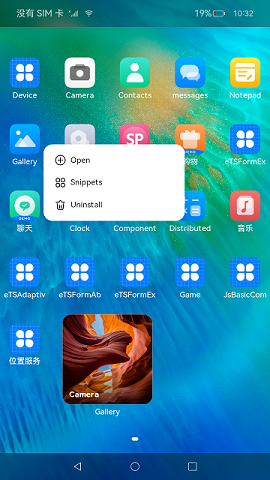 没有 SIM 卡
19%
10:32
Device
Camera
Contacts
messages
Notepad
Gallery
SP
购物
eTSFormEx
Open
Snippets
Uninstall
聊天
Clock
Component
Distributed
音乐
eTSAdaptiv
eTSFormAb
eTSFormEx
Game
JsBasicCom
位置服务
Camera
Gallery